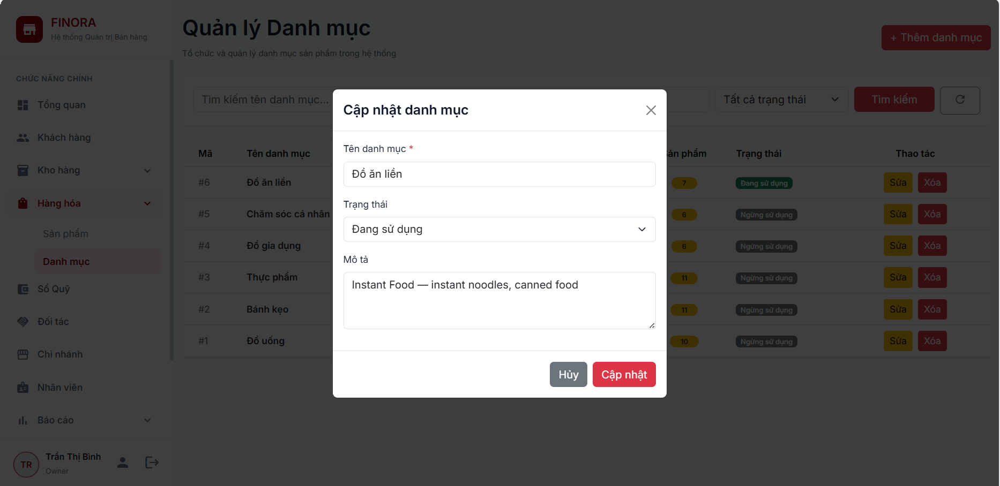 FINORA
Hệ thống Quản trị Bán hàng
CHỨC NĂNG CHÍNH
Tổng quan
Khách hàng
Kho hàng
Hàng hóa
Sản phẩm
Danh mục
Sổ Quỹ
Đối tác
Chi nhánh
Nhân viên
Báo cáo
TR
Trần Thị Bình
Owner
Quản lý Danh mục
Tổ chức và quản lý danh mục sản phẩm trong hệ thống
+ Thêm danh mục
Tìm kiếm tên danh mục...
Tất cả trạng thái
Tìm kiếm
Mã Tên danh mục phẩm Trạng thái Thao tác
#6 Đồ ăn liền 7 Đang sử dụng Sửa Xóa
#5 Chăm sóc cá nhân 6 Ngừng sử dụng Sửa Xóa
#4 Đồ gia dụng 6 Ngừng sử dụng Sửa Xóa
#3 Thực phẩm 11 Ngừng sử dụng Sửa Xóa
#2 Bánh kẹo 11 Ngừng sử dụng Sửa Xóa
#1 Đồ uống 10 Ngừng sử dụng Sửa Xóa
Cập nhật danh mục
Tên danh mục *
Đồ ăn liền
Trạng thái
Đang sử dụng
Mô tả
Instant Food — instant noodles, canned food
Hủy
Cập nhật